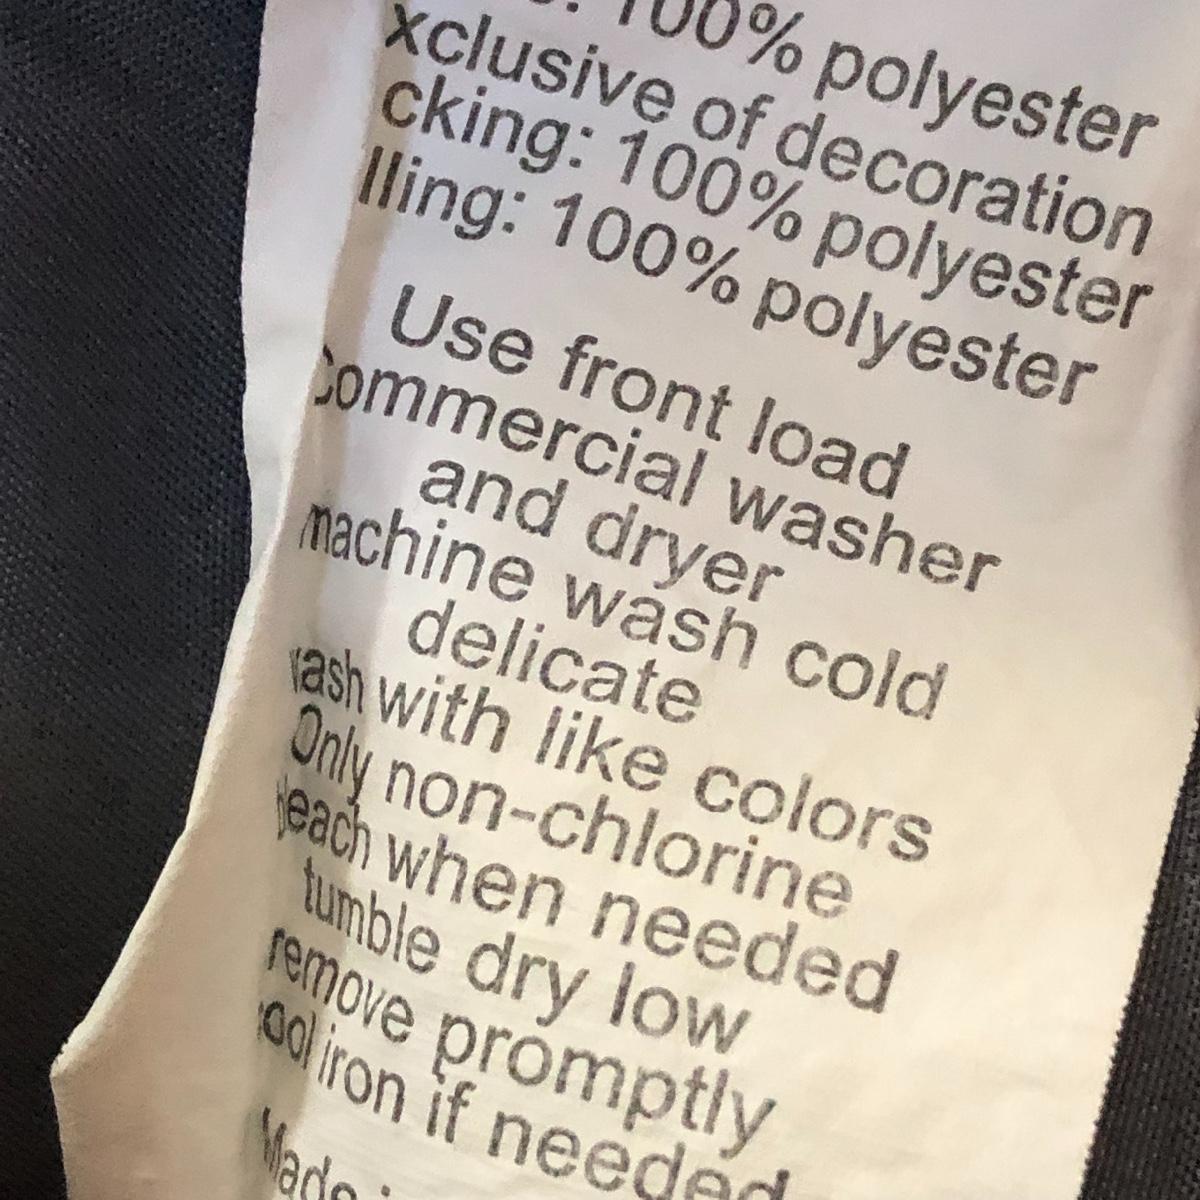 100% polyester
xclusive of decoration
cking: 100% polyester
lling: 100% polyester
Use front load
Commercial washer
and dryer
machine wash cold
delicate
wash with like colors
Only non-chlorine
bleach when needed
tumble dry low
remove promptly
cool iron if needed
Made